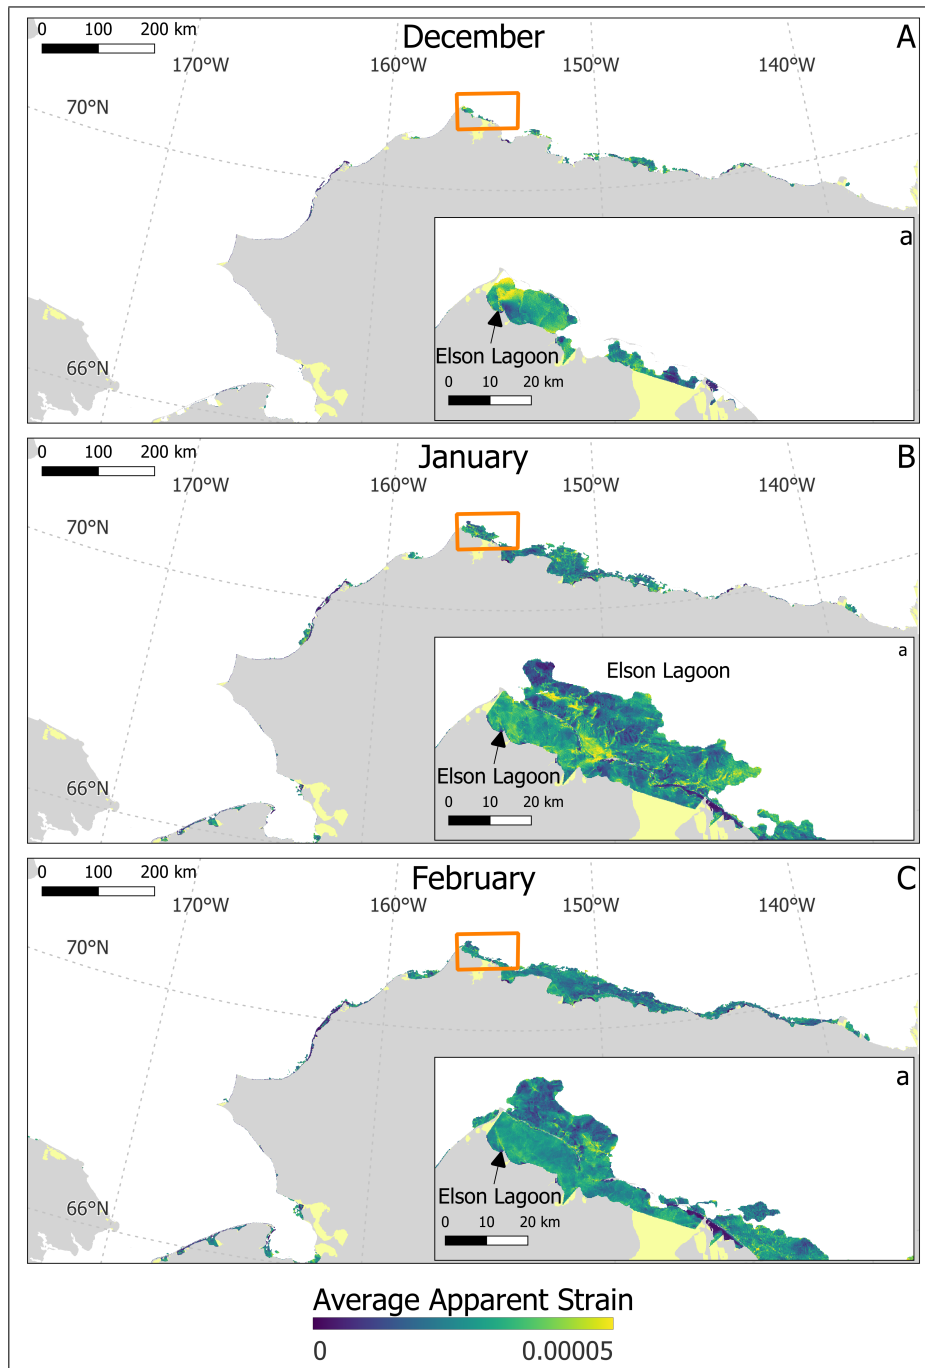 0 100 200 km
December
A
170°W 160°W 150°W 140°W
70°N
66°N
a
Elson Lagoon
0 10 20 km
0 100 200 km
January
B
170°W 160°W 150°W 140°W
70°N
66°N
a
Elson Lagoon
Elson Lagoon
0 10 20 km
0 100 200 km
February
C
170°W 160°W 150°W 140°W
70°N
66°N
a
Elson Lagoon
0 10 20 km
Average Apparent Strain
0 0.00005